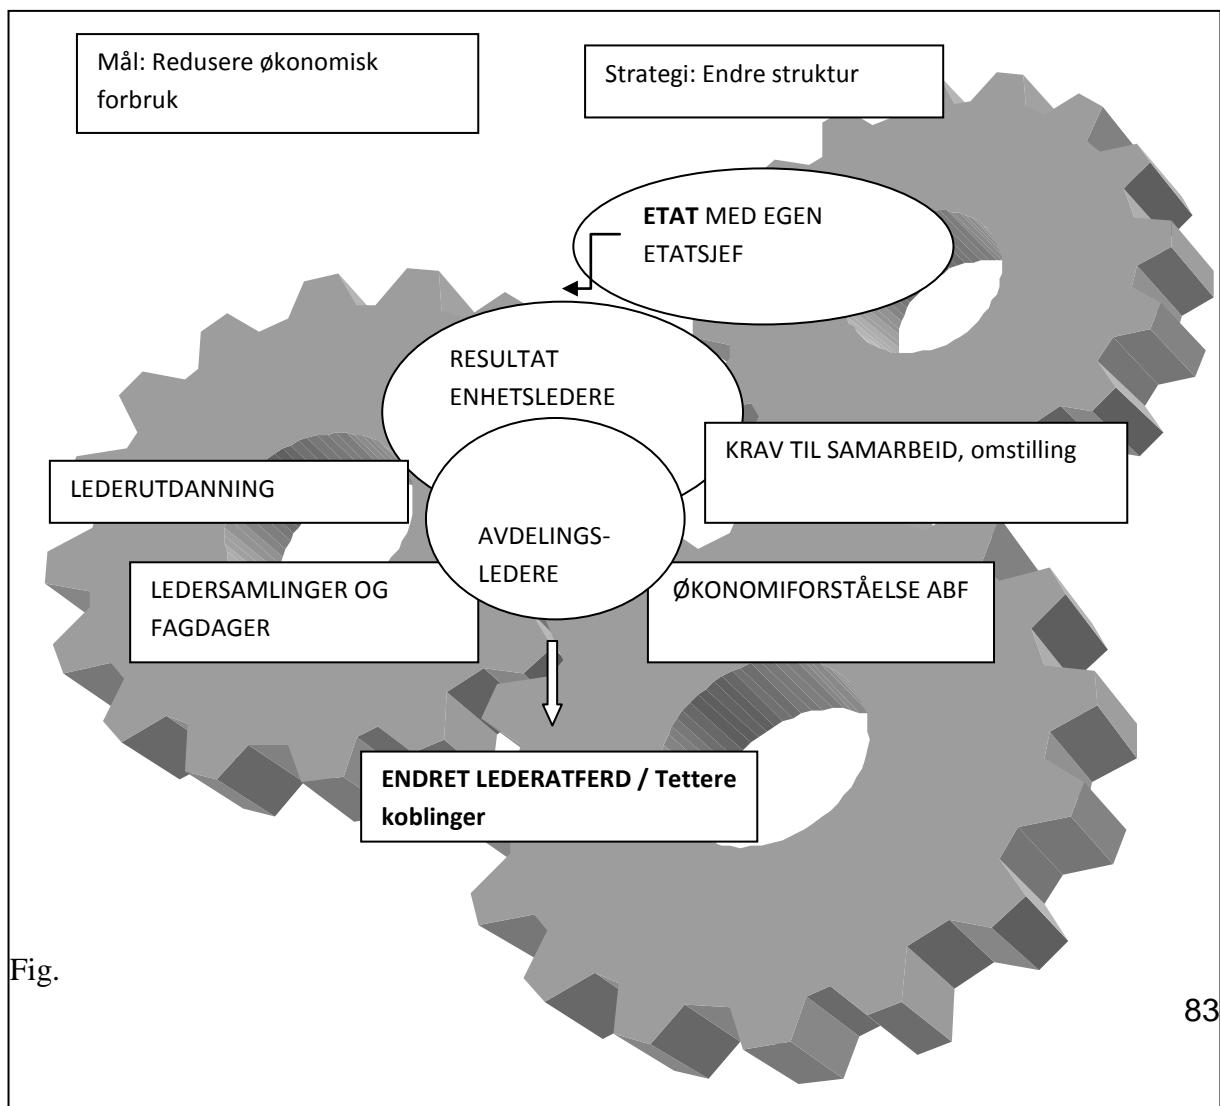 Mål: Redusere økonomisk
forbruk
Strategi: Endre struktur
ETAT MED EGEN
ETATSJEF
RESULTAT
ENHETSLEDERE
KRAV TIL SAMARBEID, omstilling
LEDERUTDANNING
AVDELINGS-
LEDERE
LEDERSAMLINGER OG
FAGDAGER
ØKONOMIFORSTÅELSE ABF
ENDRET LEDERATFERD / Tettere
koblinger
Fig.
83